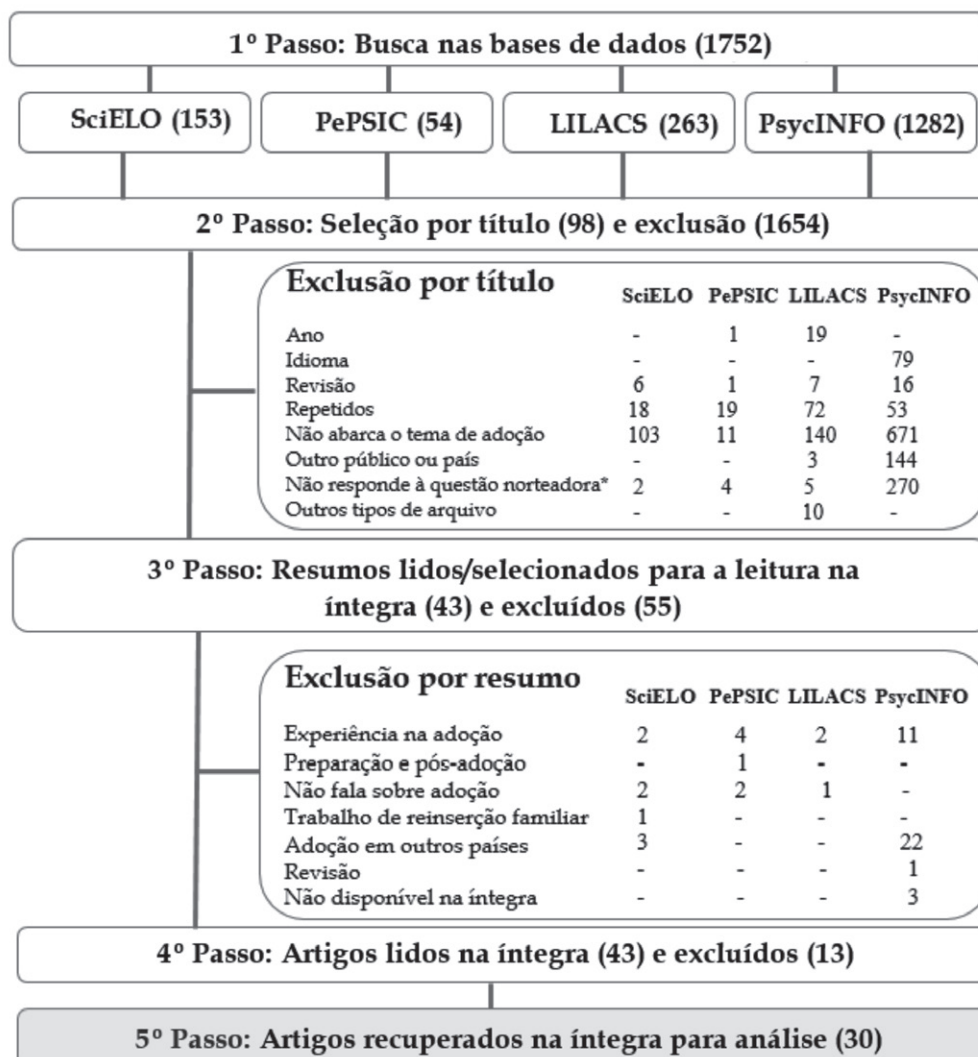 1º Passo: Busca nas bases de dados (1752)
SciELO (153) PePSIC (54) LILACS (263) PsycINFO (1282)
2º Passo: Seleção por título (98) e exclusão (1654)
Exclusão por título SciELO PePSIC LILACS PsycINFO
Ano - 1 19 -
Idioma - - - 79
Revisão 6 1 7 16
Repetidos 18 19 72 53
Não abarca o tema de adoção 103 11 140 671
Outro público ou país - - 3 144
Não responde à questão norteadora* 2 4 5 270
Outros tipos de arquivo - - 10 -
3º Passo: Resumos lidos/selecionados para a leitura na
íntegra (43) e excluídos (55)
Exclusão por resumo SciELO PePSIC LILACS PsycINFO
Experiência na adoção 2 4 2 11
Preparação e pós-adoção - 1 - -
Não fala sobre adoção 2 2 1 -
Trabalho de reinserção familiar 1 - - -
Adoção em outros países 3 - - 22
Revisão - - - 1
Não disponível na íntegra - - - 3
4º Passo: Artigos lidos na íntegra (43) e excluídos (13)
5º Passo: Artigos recuperados na íntegra para análise (30)